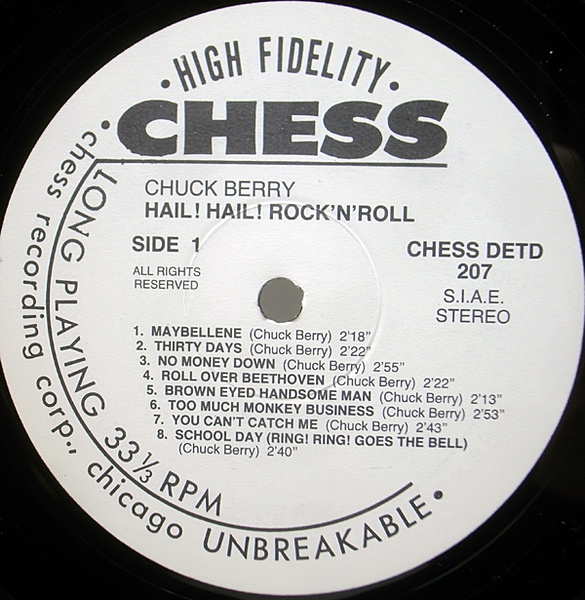 • HIGH FIDELITY •
CHESS
CHUCK BERRY
HAIL! HAIL! ROCK'N'ROLL
SIDE 1
CHESS DETD
207
ALL RIGHTS
RESERVED
S.I.A.E.
STEREO
1. MAYBELLENE (Chuck Berry) 2'18"
2. THIRTY DAYS (Chuck Berry) 2'22"
3. NO MONEY DOWN (Chuck Berry) 2'55"
4. ROLL OVER BEETHOVEN (Chuck Berry) 2'22"
5. BROWN EYED HANDSOME MAN (Chuck Berry) 2'13"
6. TOO MUCH MONKEY BUSINESS (Chuck Berry) 2'53"
7. YOU CAN'T CATCH ME (Chuck Berry) 2'43"
8. SCHOOL DAY (RING! RING! GOES THE BELL)
(Chuck Berry) 2'40"
LONG PLAYING 33 1/3 RPM
• chess recording corp., chicago UNBREAKABLE •